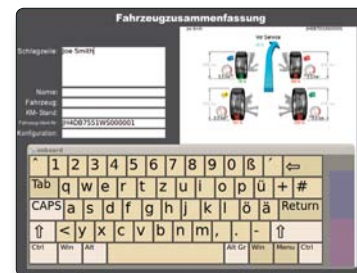 Fahrzeugzusammenfassung
Vor Service
Schlagzeile: Joe Smith
Name:
Fahrzeug:
KM- Stand:
JH4DB7551WS000001
Konfiguration:
onboard
^ 1 2 3 4 5 6 7 8 9 0 ß ´ ⇦
Tab q w e r t z u i o p ü + #
CAPS a s d f g h j k l ö ä Return
⇧ < y x c v b n m , . - ⇧
Ctrl Win Alt Alt Gr Win Menu Ctrl